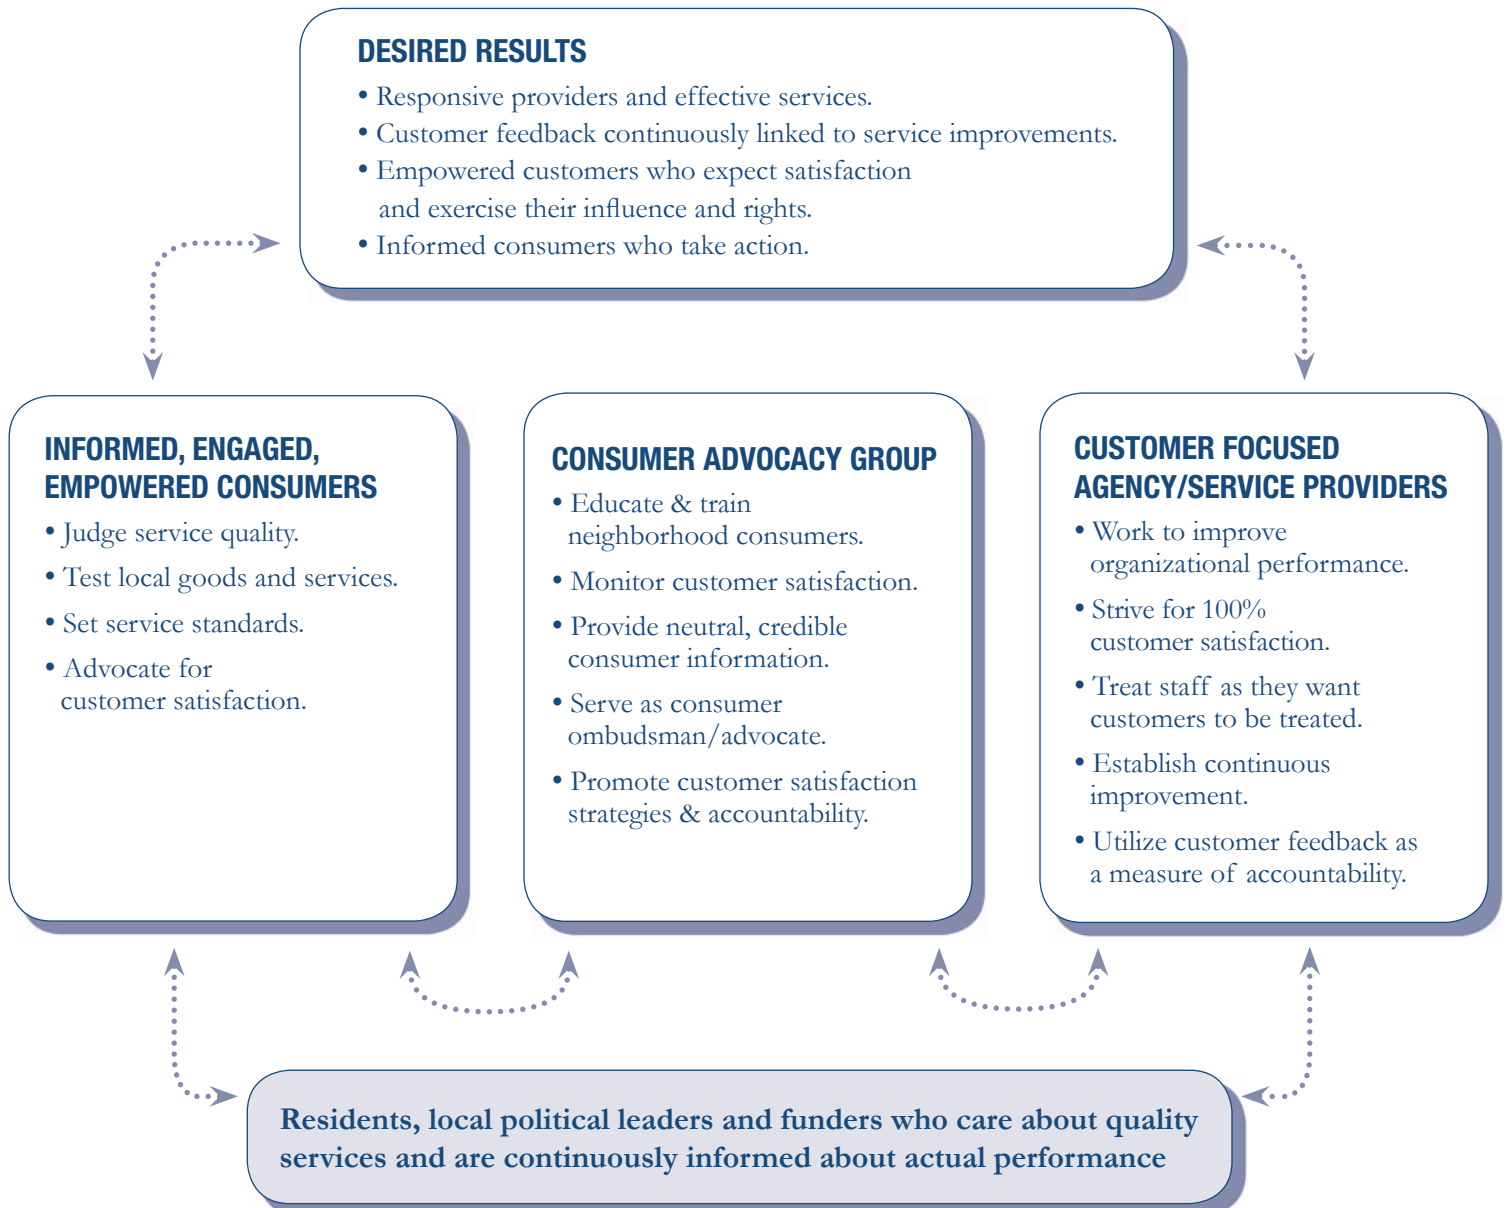 DESIRED RESULTS
• Responsive providers and effective services.
• Customer feedback continuously linked to service improvements.
• Empowered customers who expect satisfaction
and exercise their influence and rights.
• Informed consumers who take action.
INFORMED, ENGAGED,
EMPOWERED CONSUMERS
• Judge service quality.
• Test local goods and services.
• Set service standards.
• Advocate for
customer satisfaction.
CONSUMER ADVOCACY GROUP
• Educate & train
neighborhood consumers.
• Monitor customer satisfaction.
• Provide neutral, credible
consumer information.
• Serve as consumer
ombudsman/advocate.
• Promote customer satisfaction
strategies & accountability.
CUSTOMER FOCUSED
AGENCY/SERVICE PROVIDERS
• Work to improve
organizational performance.
• Strive for 100%
customer satisfaction.
• Treat staff as they want
customers to be treated.
• Establish continuous
improvement.
• Utilize customer feedback as
a measure of accountability.
Residents, local political leaders and funders who care about quality
services and are continuously informed about actual performance